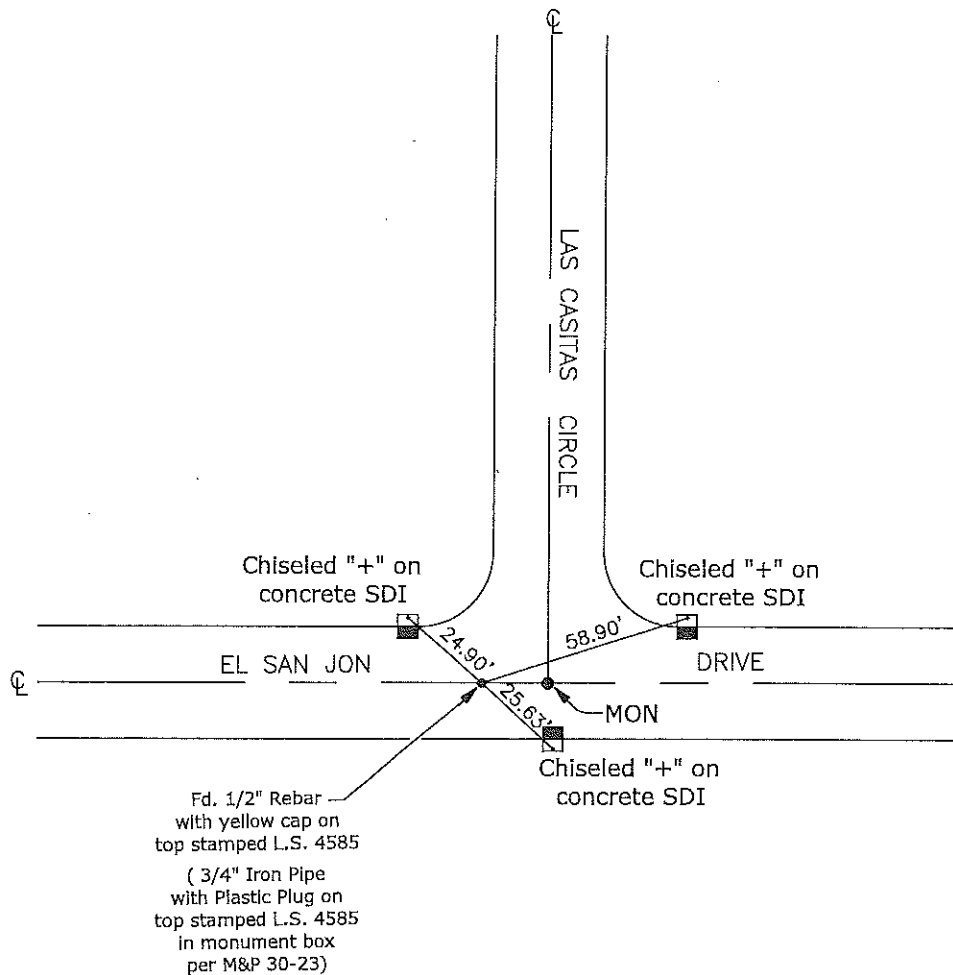 ℄
LAS CASITAS CIRCLE
Chiseled "+" on
concrete SDI
Chiseled "+" on
concrete SDI
24.90'
58.90'
℄
EL SAN JON
DRIVE
25.63'
MON
Chiseled "+" on
concrete SDI
Fd. 1/2" Rebar
with yellow cap on
top stamped L.S. 4585
( 3/4" Iron Pipe
with Plastic Plug on
top stamped L.S. 4585
in monument box
per M&P 30-23)